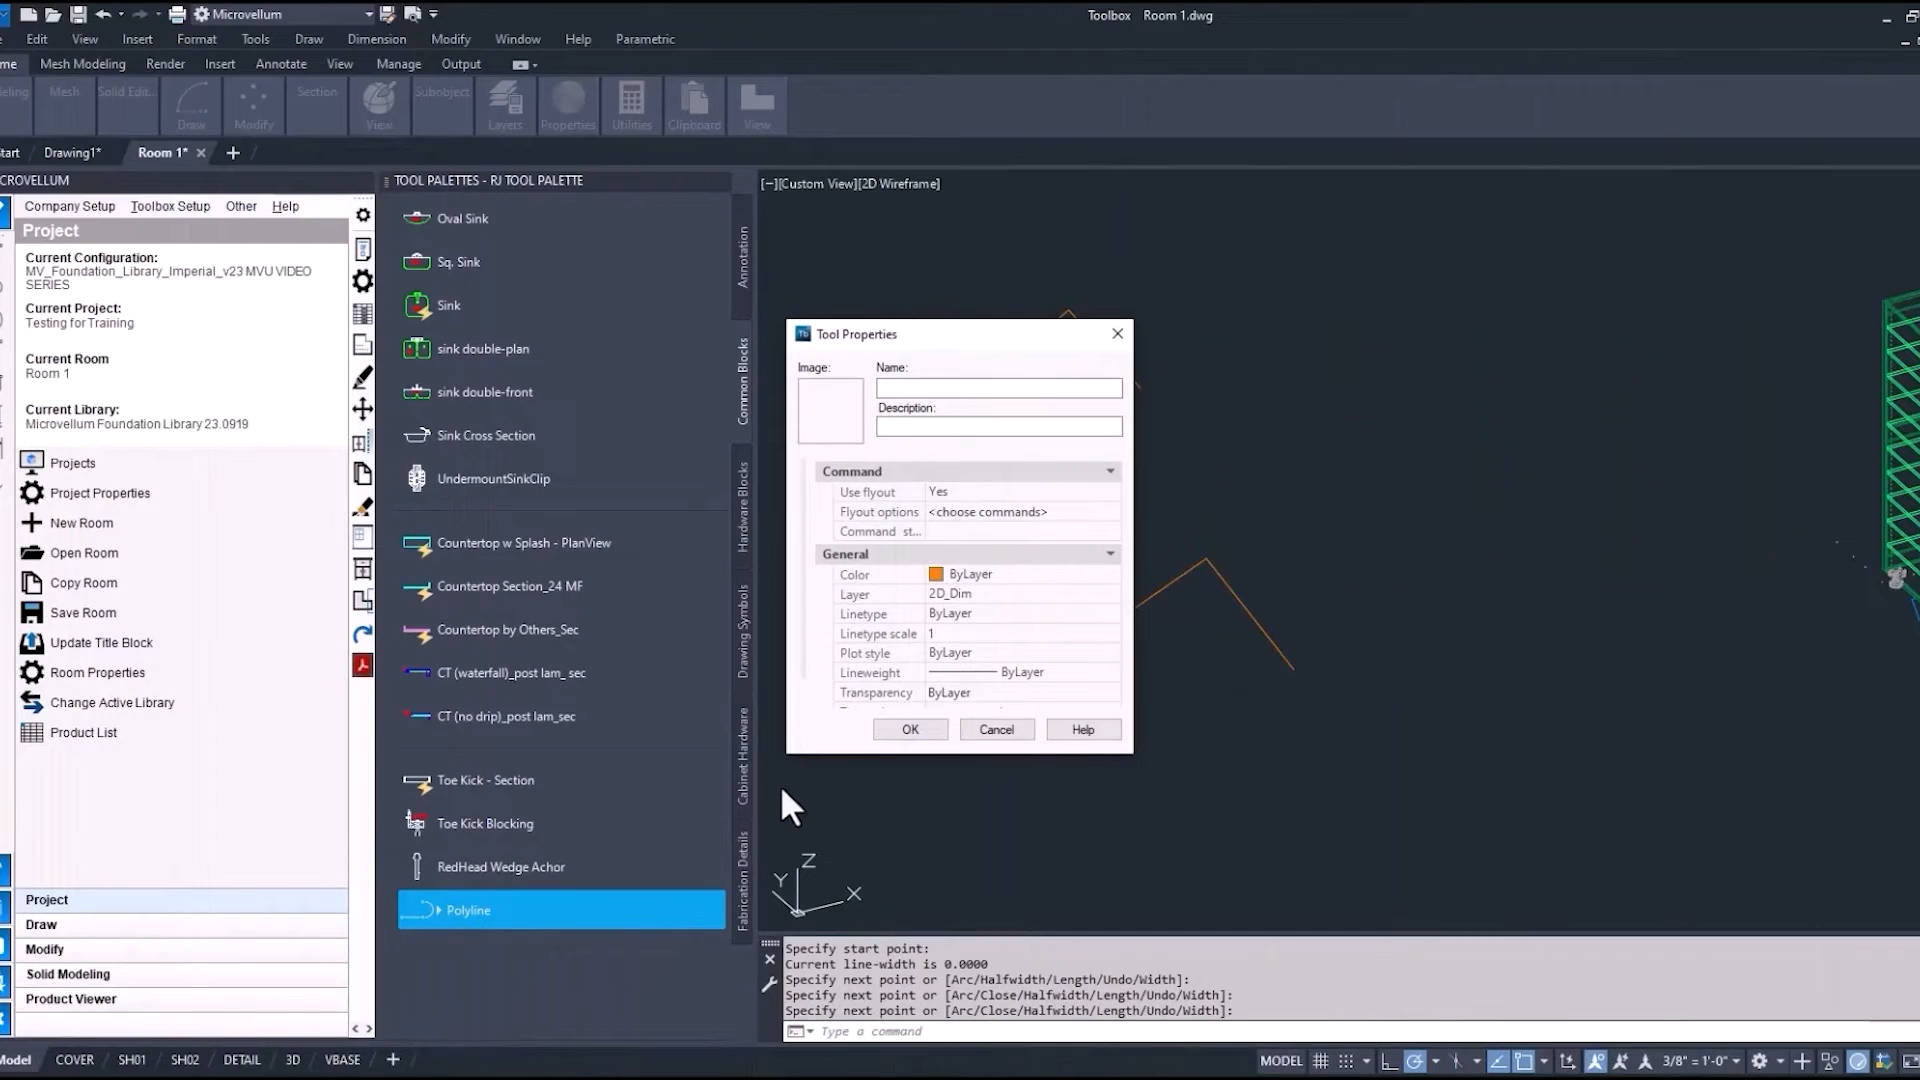 Microvellum
Toolbox Room 1.dwg
Edit View Insert Format Tools Draw Dimension Modify Window Help Parametric
me Mesh Modeling Render Insert Annotate View Manage Output
eling Mesh Solid Edit... Draw Modify Section View Subobject Layers Properties Utilities Clipboard View
tart Drawing1* Room 1*
CROVELLUM
Company Setup Toolbox Setup Other Help
Project
Current Configuration:
MV_Foundation_Library_Imperial_v23 MVU VIDEO
SERIES
Current Project:
Testing for Training
Current Room
Room 1
Current Library:
Microvellum Foundation Library 23.0919
Projects
Project Properties
New Room
Open Room
Copy Room
Save Room
Update Title Block
Room Properties
Change Active Library
Product List
Project
Draw
Modify
Solid Modeling
Product Viewer
TOOL PALETTES - RJ TOOL PALETTE
Oval Sink
Sq. Sink
Sink
sink double-plan
sink double-front
Sink Cross Section
UndermountSinkClip
Countertop w Splash - PlanView
Countertop Section_24 MF
Countertop by Others_Sec
CT (waterfall)_post lam_ sec
CT (no drip)_post lam_sec
Toe Kick - Section
Toe Kick Blocking
RedHead Wedge Achor
Polyline
Annotation
Common Blocks
Hardware Blocks
Drawing Symbols
Cabinet Hardware
Fabrication Details
[−][Custom View][2D Wireframe]
Tb Tool Properties
Image: Name:
Description:
Command
Use flyout Yes
Flyout options <choose commands>
Command st...
General
Color ByLayer
Layer 2D_Dim
Linetype ByLayer
Linetype scale 1
Plot style ByLayer
Lineweight ByLayer
Transparency ByLayer
OK Cancel Help
Z
Y
X
Specify start point:
Current line-width is 0.0000
Specify next point or [Arc/Halfwidth/Length/Undo/Width]:
Specify next point or [Arc/Close/Halfwidth/Length/Undo/Width]:
Specify next point or [Arc/Close/Halfwidth/Length/Undo/Width]:
Type a command
Model COVER SH01 SH02 DETAIL 3D VBASE
MODEL 3/8" = 1'-0"